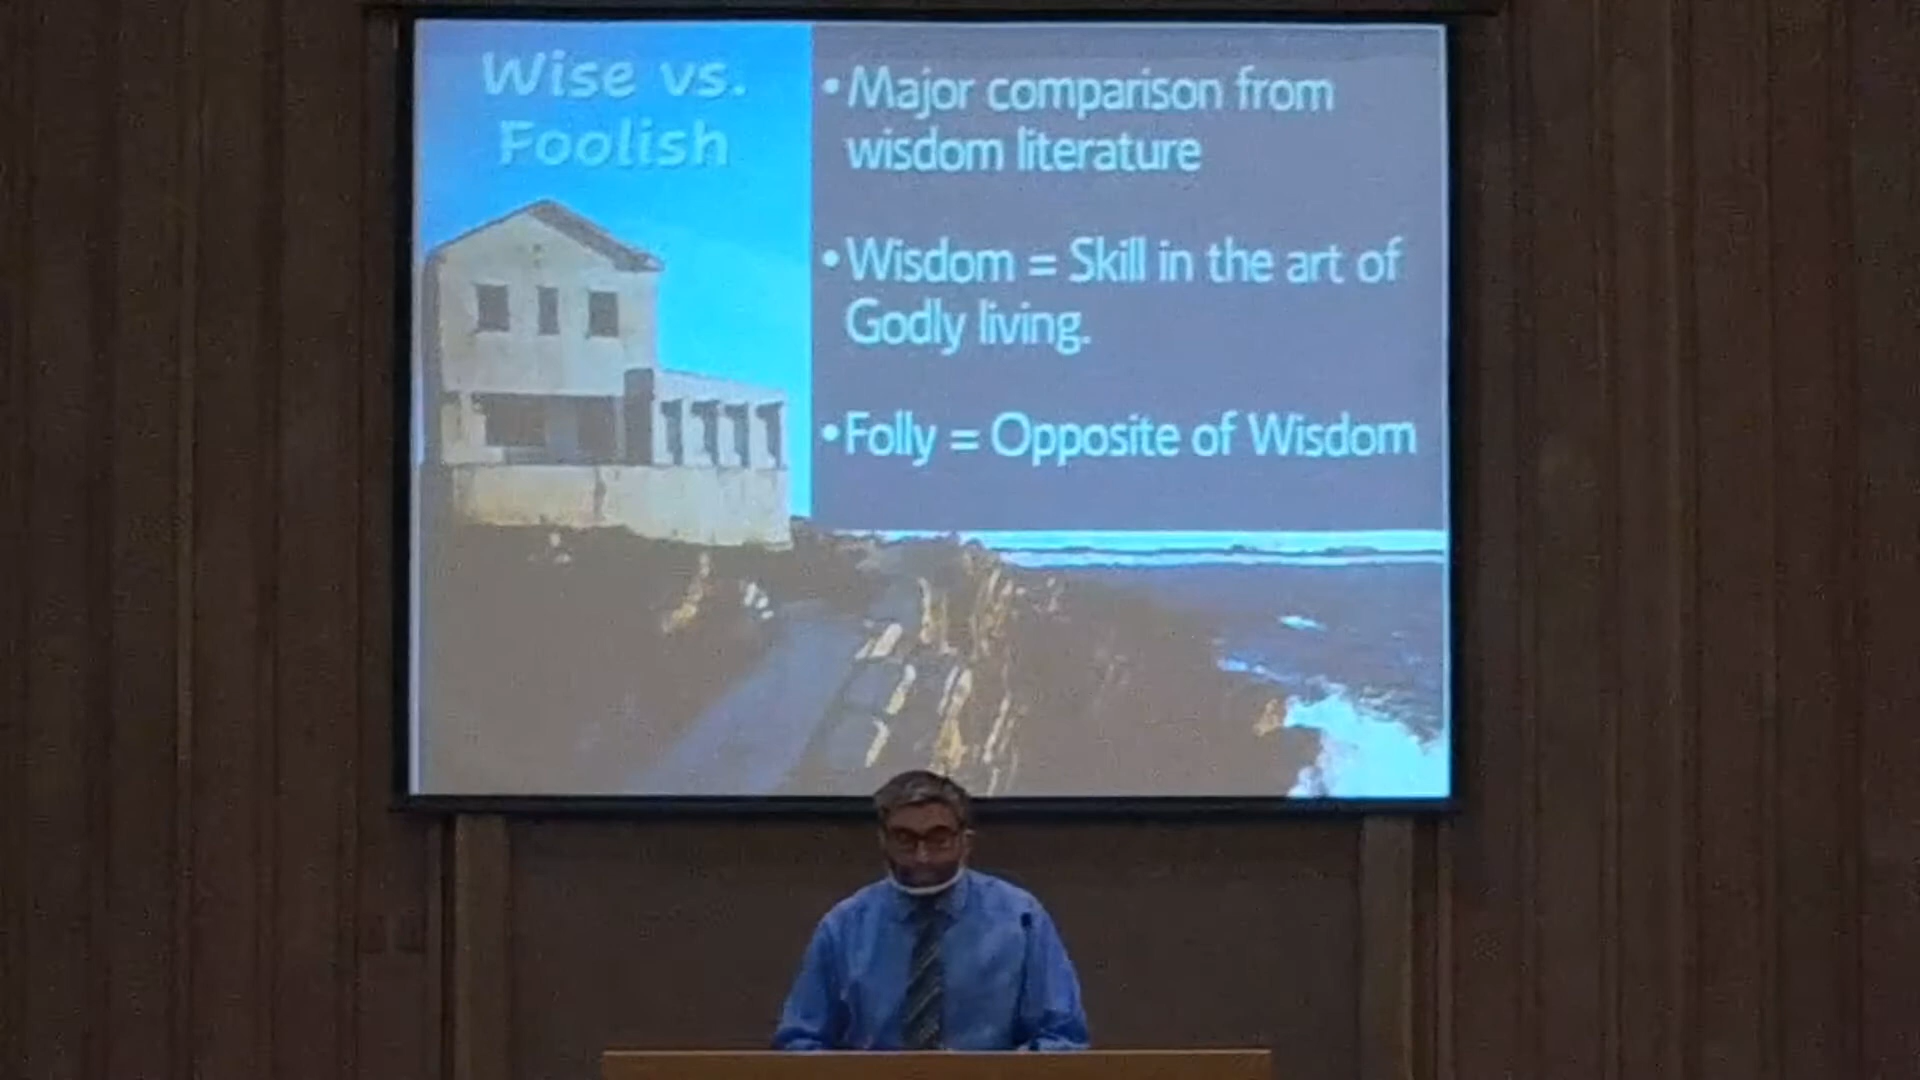 Wise vs.
Foolish
• Major comparison from
wisdom literature
• Wisdom = Skill in the art of
Godly living.
• Folly = Opposite of Wisdom